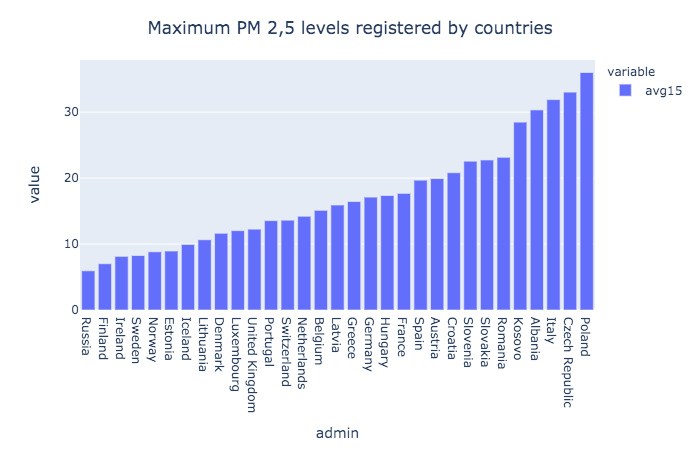 Maximum PM 2,5 levels registered by countries
variable
avg15
value
30
20
10
0
Russia
Finland
Ireland
Sweden
Norway
Estonia
Iceland
Lithuania
Denmark
Luxembourg
United Kingdom
Portugal
Switzerland
Netherlands
Belgium
Latvia
Greece
Germany
Hungary
France
Spain
Austria
Croatia
Slovenia
Slovakia
Romania
Kosovo
Albania
Italy
Czech Republic
Poland
admin